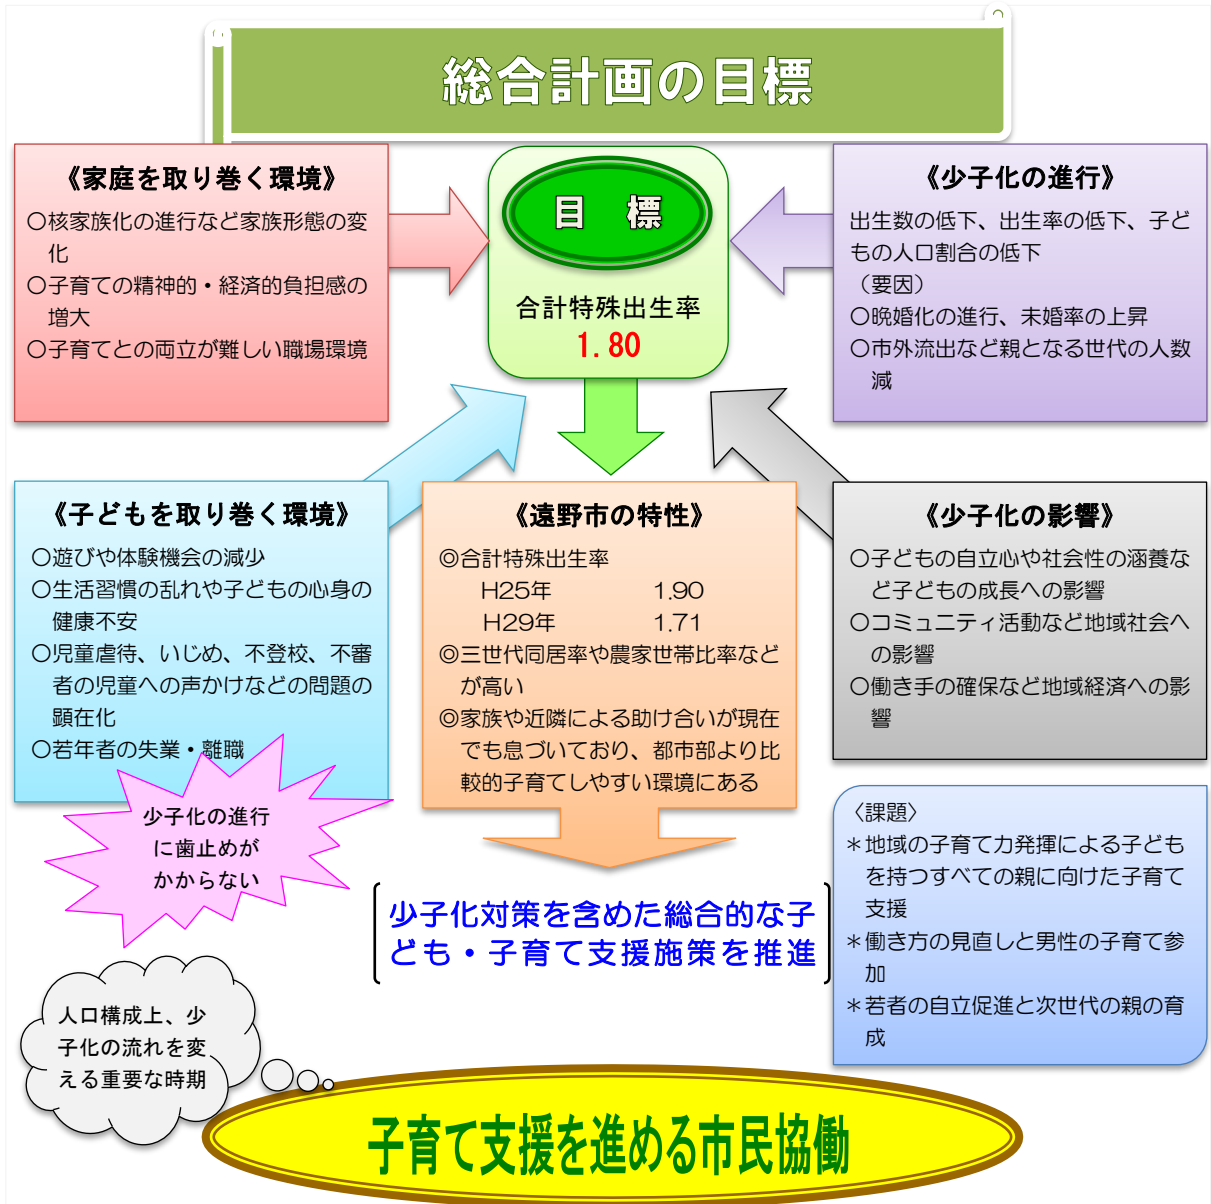 総合計画の目標
《家庭を取り巻く環境》
〇核家族化の進行など家族形態の変
化
〇子育ての精神的・経済的負担感の
増大
〇子育てとの両立が難しい職場環境
目 標
合計特殊出生率
1.80
《少子化の進行》
出生数の低下、出生率の低下、子ど
もの人口割合の低下
（要因）
〇晩婚化の進行、未婚率の上昇
〇市外流出など親となる世代の人数
減
《子どもを取り巻く環境》
〇遊びや体験機会の減少
〇生活習慣の乱れや子どもの心身の
健康不安
〇児童虐待、いじめ、不登校、不審
者の児童への声かけなどの問題の
顕在化
〇若年者の失業・離職
《遠野市の特性》
◎合計特殊出生率
H25年 1.90
H29年 1.71
◎三世代同居率や農家世帯比率など
が高い
◎家族や近隣による助け合いが現在
でも息づいており、都市部より比
較的子育てしやすい環境にある
《少子化の影響》
〇子どもの自立心や社会性の涵養な
ど子どもの成長への影響
〇コミュニティ活動など地域社会へ
の影響
〇働き手の確保など地域経済への影
響
少子化の進行
に歯止めが
かからない
少子化対策を含めた総合的な子
ども・子育て支援施策を推進
〈課題〉
＊地域の子育て力発揮による子ども
を持つすべての親に向けた子育て
支援
＊働き方の見直しと男性の子育て参
加
＊若者の自立促進と次世代の親の育
成
人口構成上、少
子化の流れを変
える重要な時期
子育て支援を進める市民協働